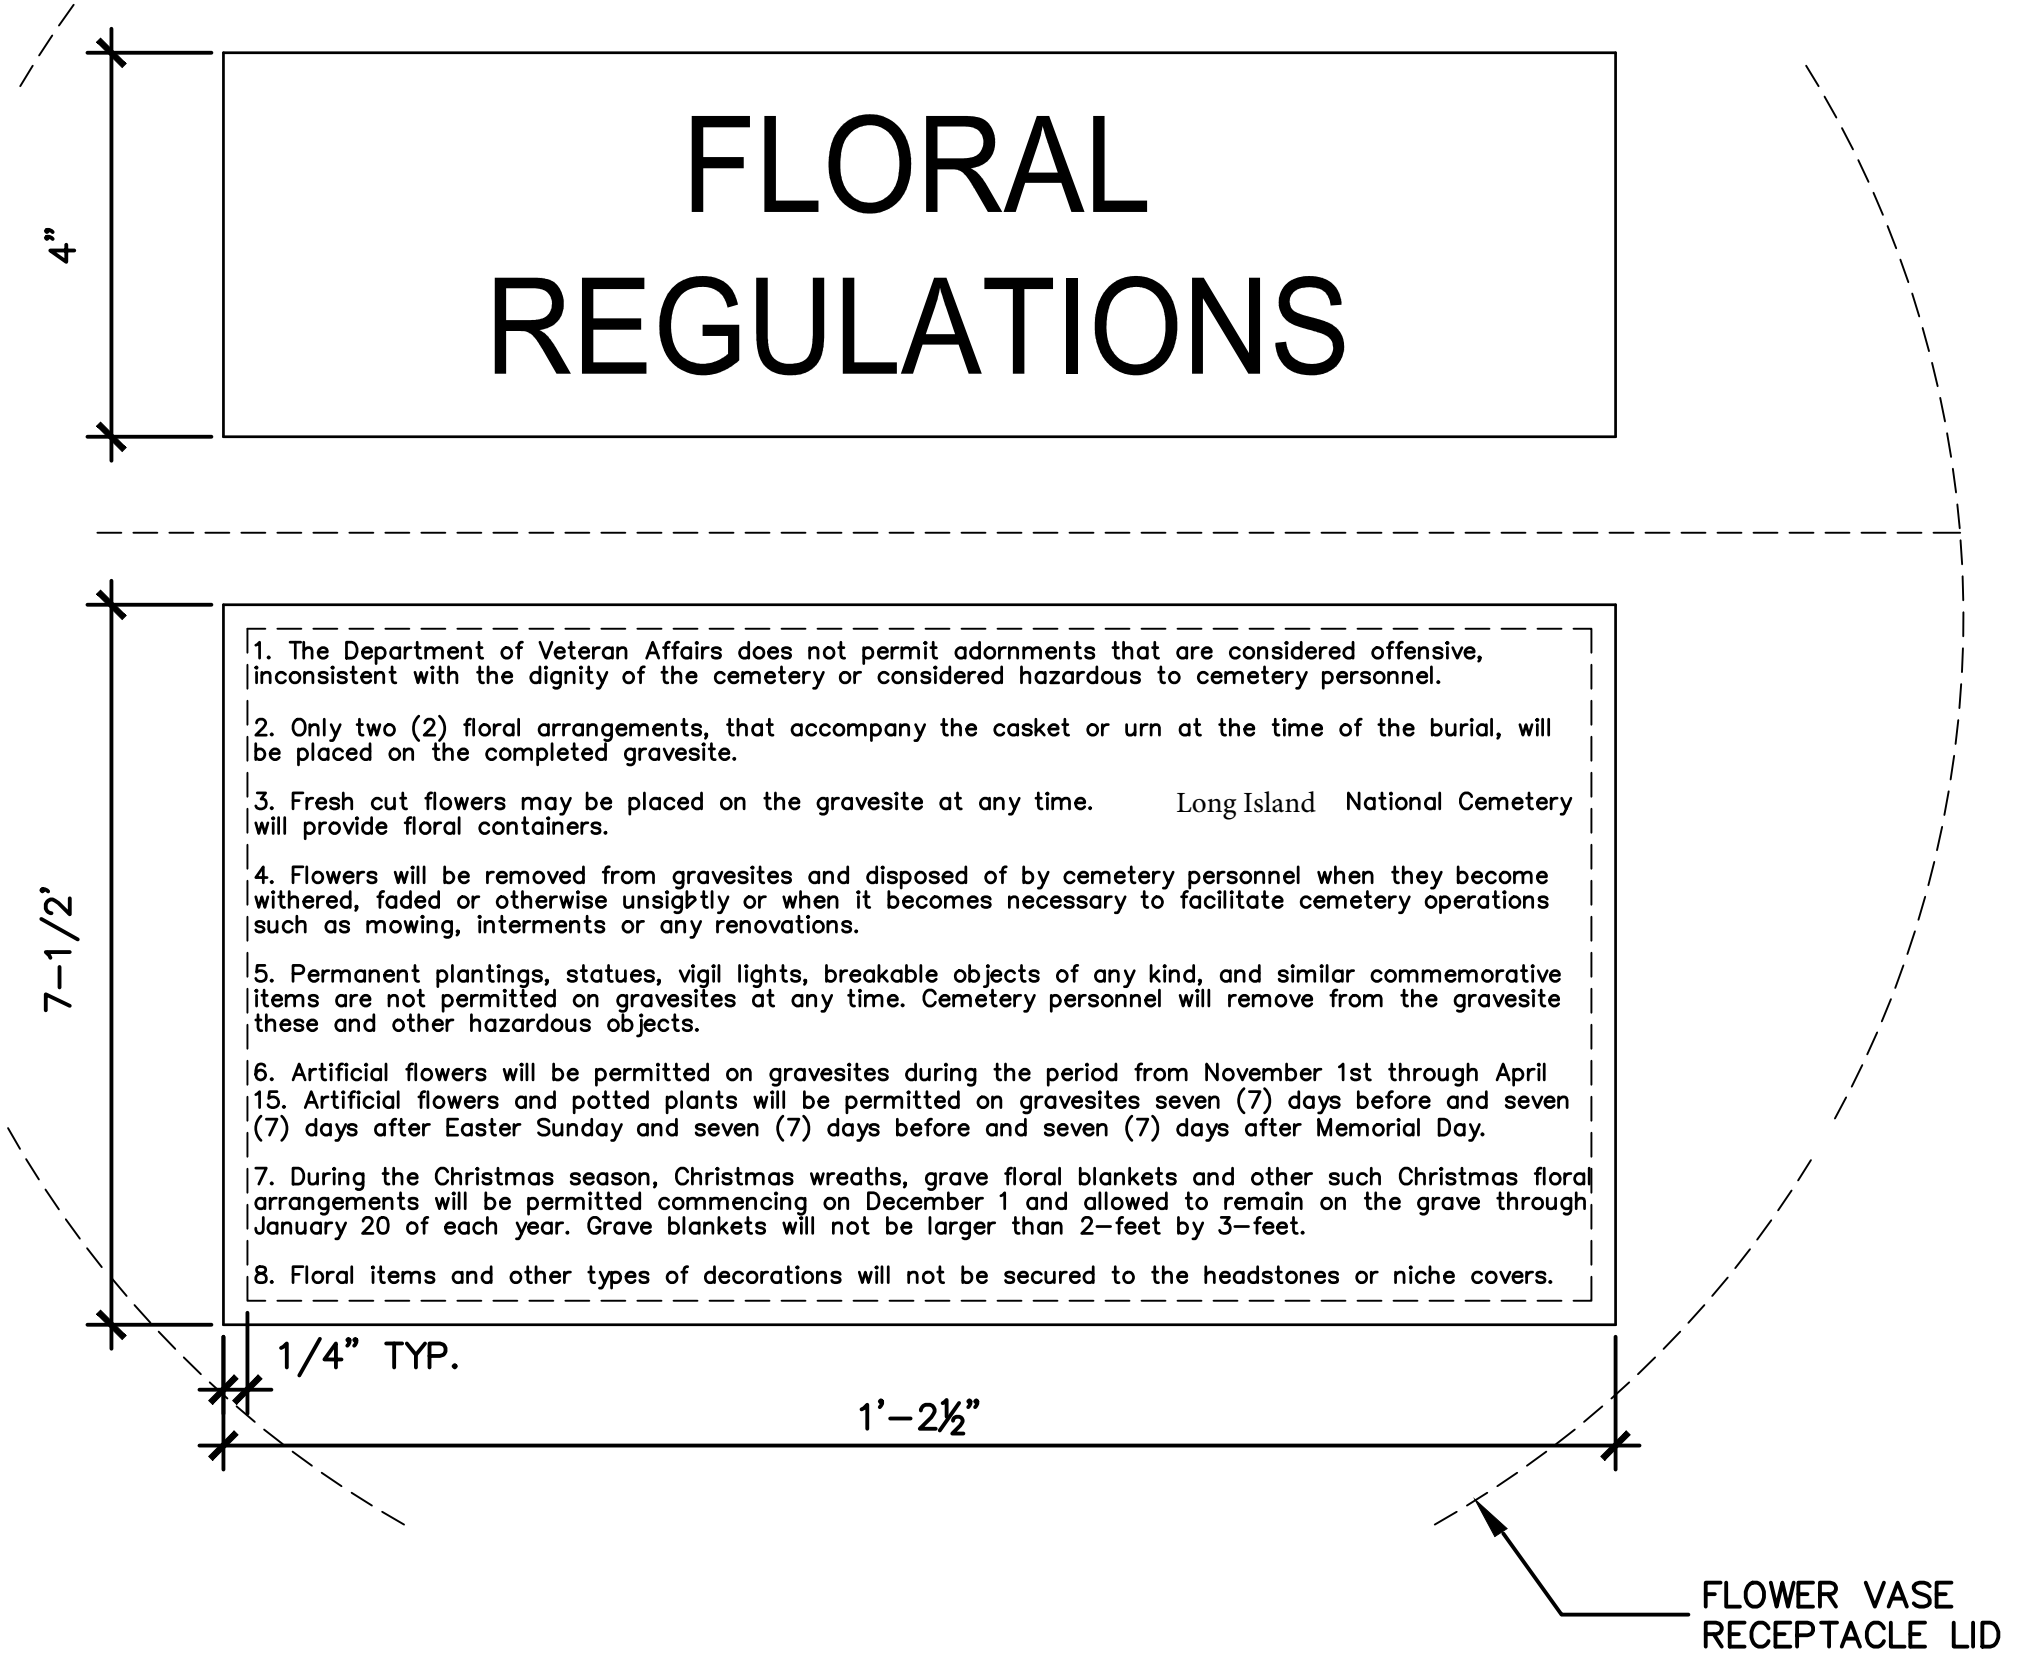 FLORAL
REGULATIONS
4"
1. The Department of Veteran Affairs does not permit adornments that are considered offensive,
inconsistent with the dignity of the cemetery or considered hazardous to cemetery personnel.
2. Only two (2) floral arrangements, that accompany the casket or urn at the time of the burial, will
be placed on the completed gravesite.
3. Fresh cut flowers may be placed on the gravesite at any time. Long Island National Cemetery
will provide floral containers.
4. Flowers will be removed from gravesites and disposed of by cemetery personnel when they become
withered, faded or otherwise unsightly or when it becomes necessary to facilitate cemetery operations
such as mowing, interments or any renovations.
5. Permanent plantings, statues, vigil lights, breakable objects of any kind, and similar commemorative
items are not permitted on gravesites at any time. Cemetery personnel will remove from the gravesite
these and other hazardous objects.
6. Artificial flowers will be permitted on gravesites during the period from November 1st through April
15. Artificial flowers and potted plants will be permitted on gravesites seven (7) days before and seven
(7) days after Easter Sunday and seven (7) days before and seven (7) days after Memorial Day.
7. During the Christmas season, Christmas wreaths, grave floral blankets and other such Christmas floral
arrangements will be permitted commencing on December 1 and allowed to remain on the grave through
January 20 of each year. Grave blankets will not be larger than 2-feet by 3-feet.
8. Floral items and other types of decorations will not be secured to the headstones or niche covers.
7-1/2'
1/4" TYP.
1'-2½"
FLOWER VASE
RECEPTACLE LID